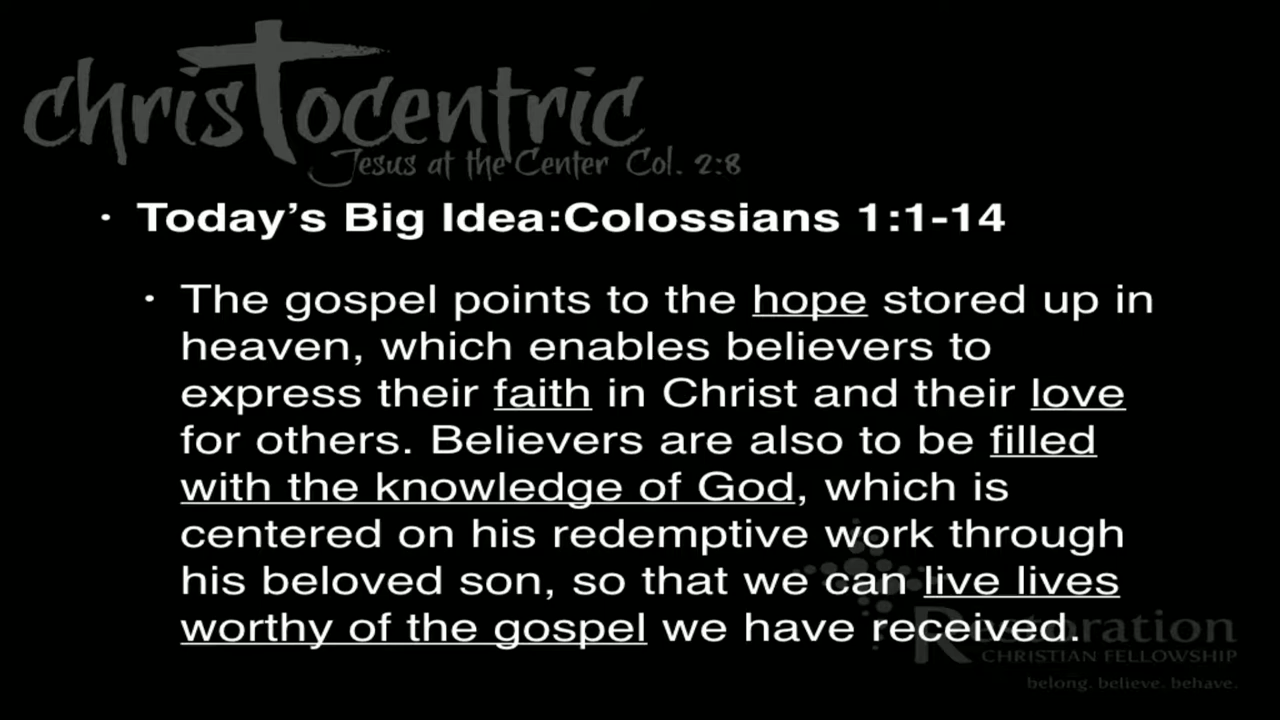 chrisTocentric
Jesus at the Center Col. 2:8
• Today's Big Idea:Colossians 1:1-14
• The gospel points to the hope stored up in
heaven, which enables believers to
express their faith in Christ and their love
for others. Believers are also to be filled
with the knowledge of God, which is
centered on his redemptive work through
his beloved son, so that we can live lives
worthy of the gospel we have received.
Restoration
CHRISTIAN FELLOWSHIP
belong. believe. behave.